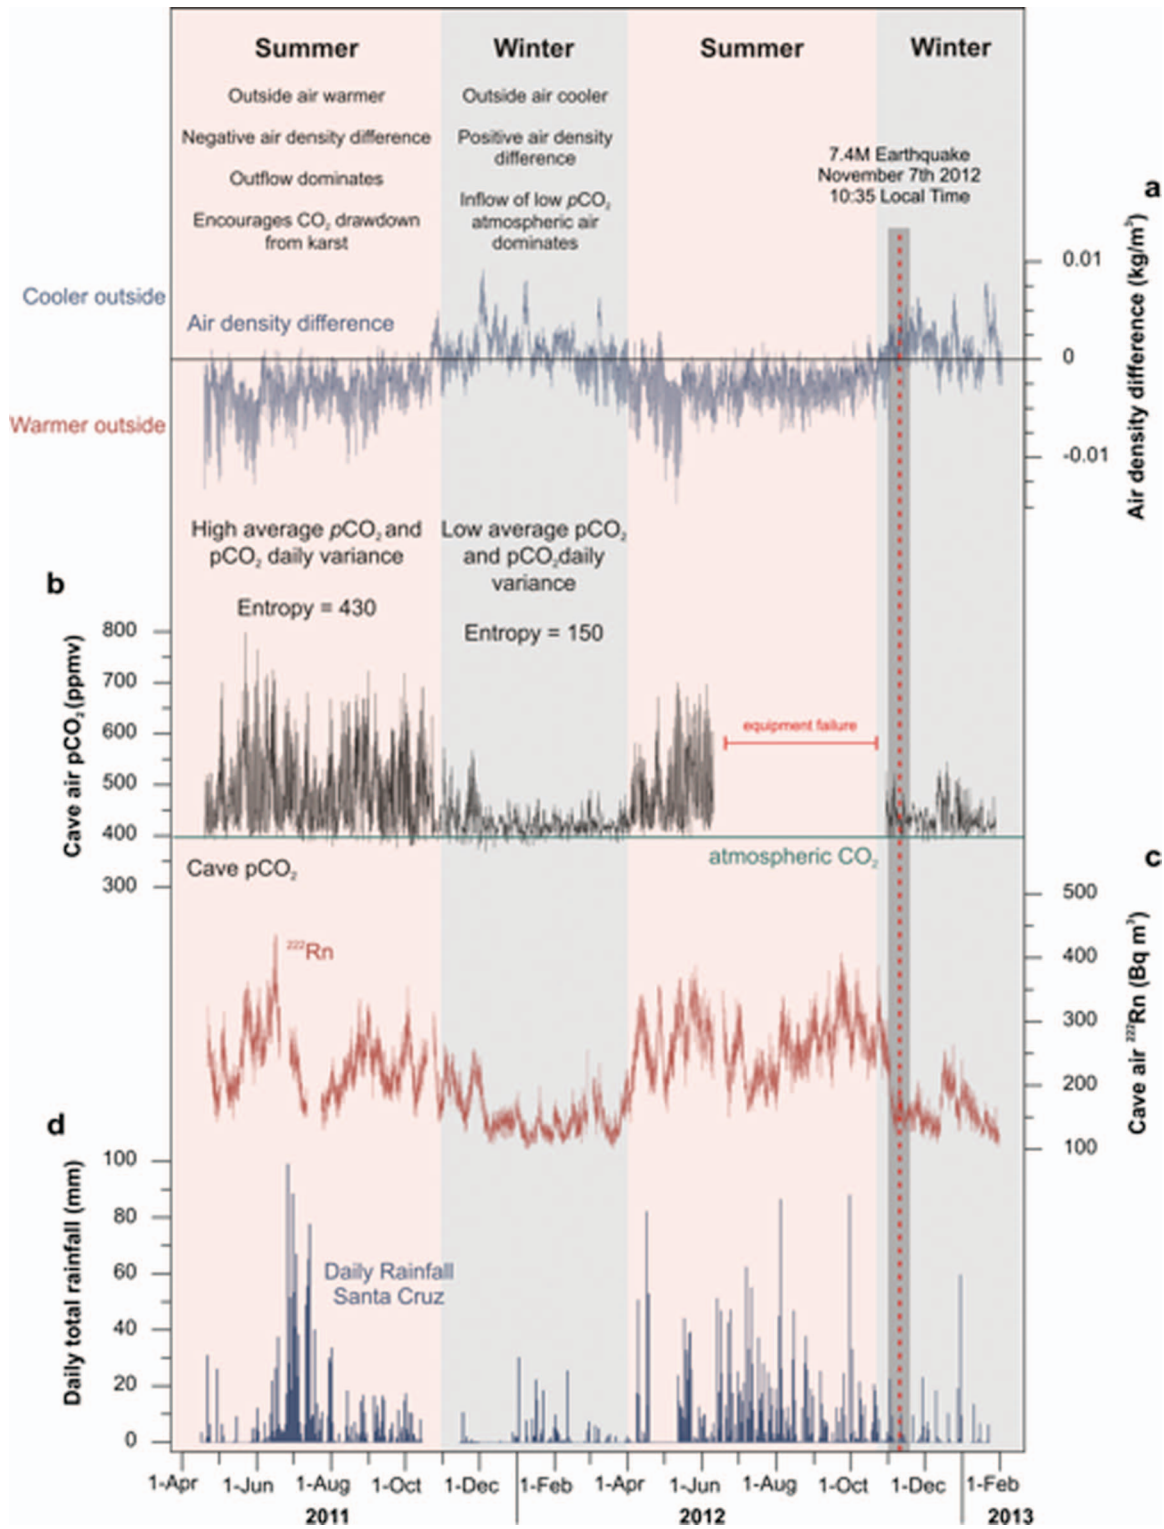 Summer
Winter
Summer
Winter
Outside air warmer
Negative air density difference
Outflow dominates
Encourages CO₂ drawdown
from karst
Outside air cooler
Positive air density
difference
Inflow of low pCO₂
atmospheric air
dominates
7.4M Earthquake
November 7th 2012
10:35 Local Time
a
Cooler outside
Air density difference
Warmer outside
0.01
0
-0.01
Air density difference (kg/m³)
High average pCO₂ and
pCO₂ daily variance
Entropy = 430
Low average pCO₂
and pCO₂daily
variance
Entropy = 150
b
800
700
600
500
400
300
Cave air pCO₂ (ppmv)
equipment failure
atmospheric CO₂
Cave pCO₂
c
500
400
300
200
100
Cave air ²²²Rn (Bq m³)
²²²Rn
d
100
80
60
40
20
0
Daily total rainfall (mm)
Daily Rainfall
Santa Cruz
1-Apr
1-Jun
1-Aug
1-Oct
1-Dec
1-Feb
1-Apr
1-Jun
1-Aug
1-Oct
1-Dec
1-Feb
2011
2012
2013